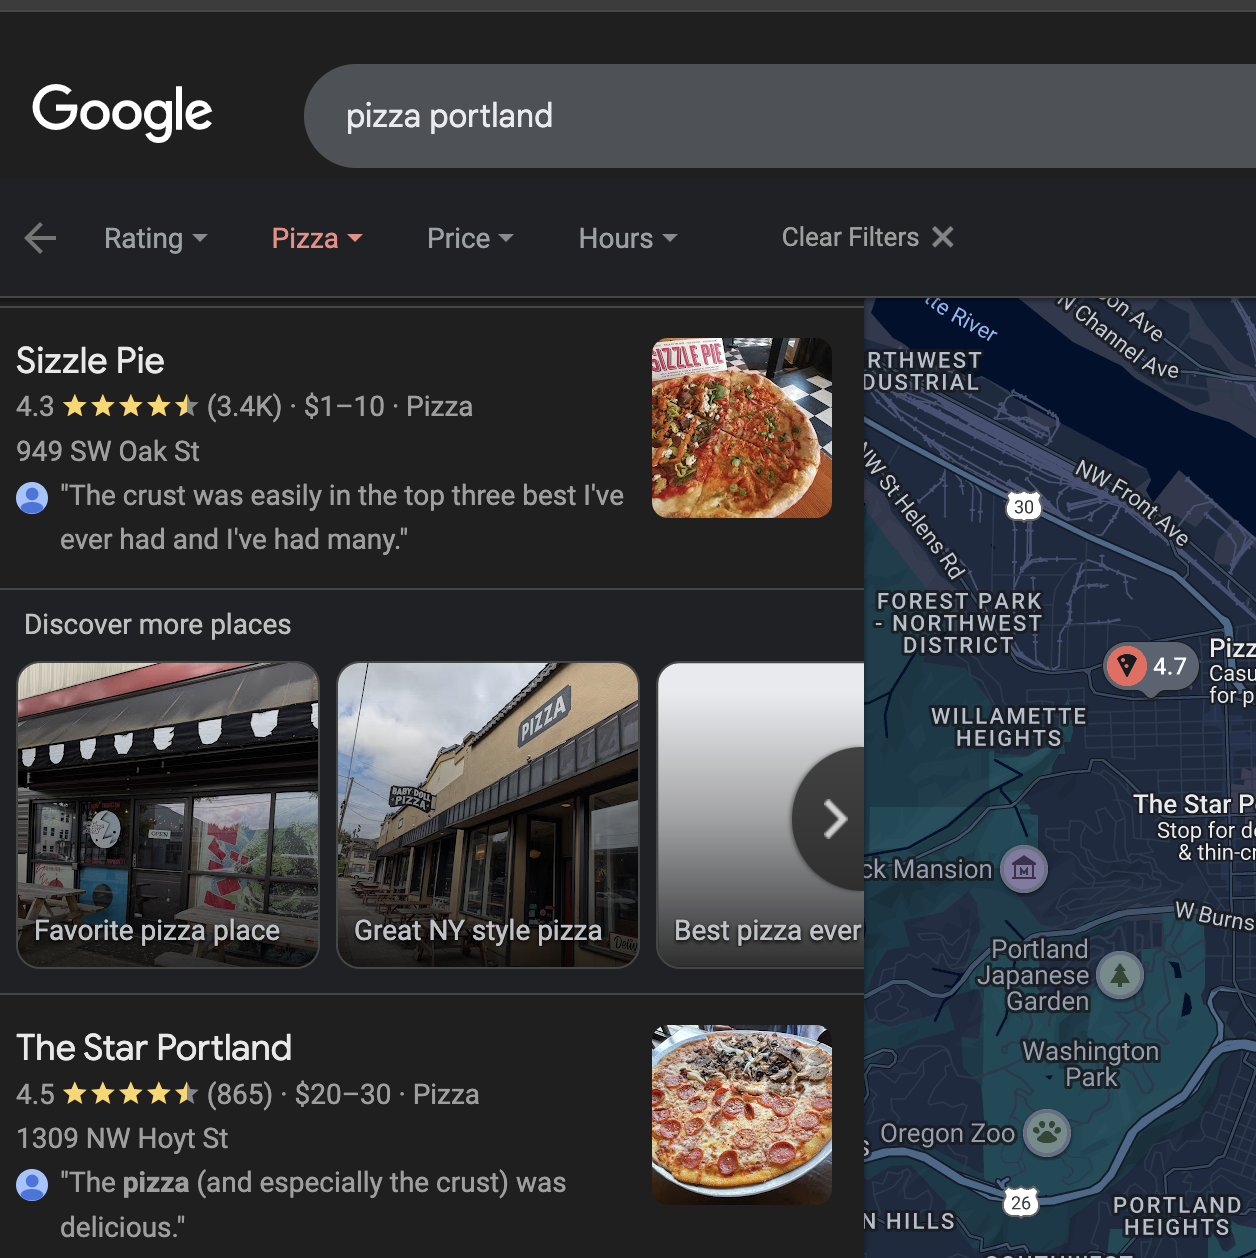 Google
pizza portland
Rating
Pizza
Price
Hours
Clear Filters
Sizzle Pie
4.3 (3.4K) · $1–10 · Pizza
949 SW Oak St
"The crust was easily in the top three best I've
ever had and I've had many."
SIZZLE PIE
Discover more places
OPEN
Favorite pizza place
PIZZA
BABY DOLL
PIZZA
Great NY style pizza
Best pizza ever
The Star Portland
4.5 (865) · $20–30 · Pizza
1309 NW Hoyt St
"The pizza (and especially the crust) was
delicious."
tte River
son Ave
N Channel Ave
RTHWEST
DUSTRIAL
NW St Helens Rd
30
NW Front Ave
FOREST PARK
- NORTHWEST
DISTRICT
4.7
Pizz
Casu
for p
WILLAMETTE
HEIGHTS
The Star P
Stop for de
& thin-cr
ck Mansion
W Burns
Portland
Japanese
Garden
Washington
Park
Oregon Zoo
26
N HILLS
PORTLAND
HEIGHTS